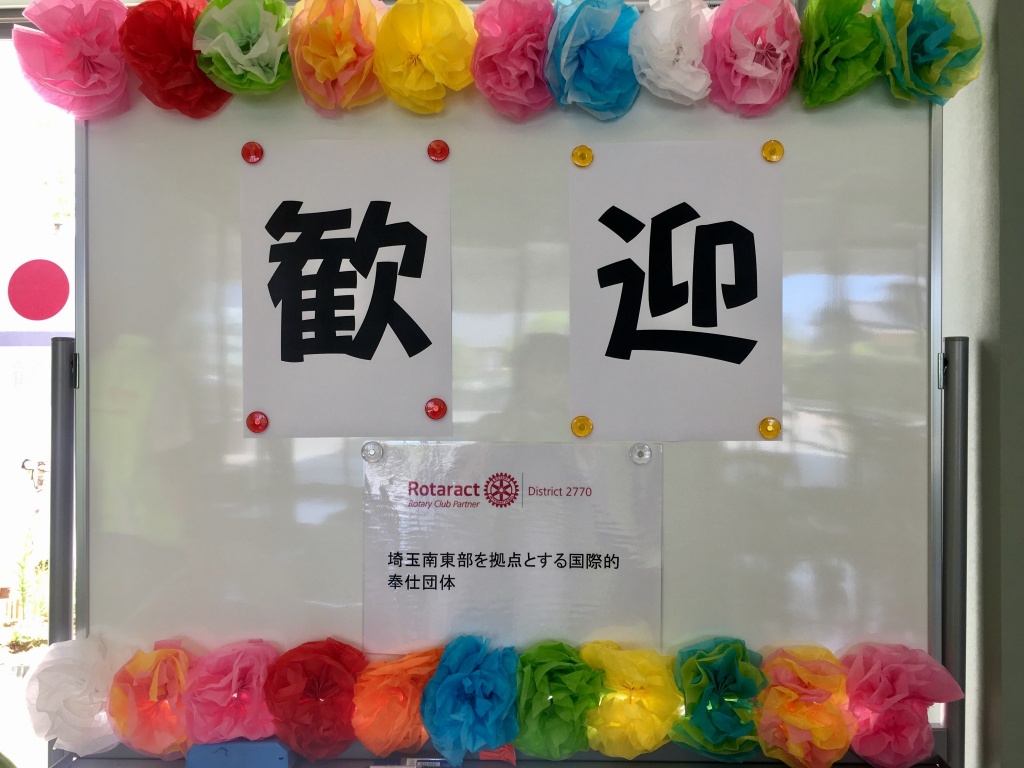 歓迎
Rotaract
Rotary Club Partner
District 2770
埼玉南東部を拠点とする国際的
奉仕団体